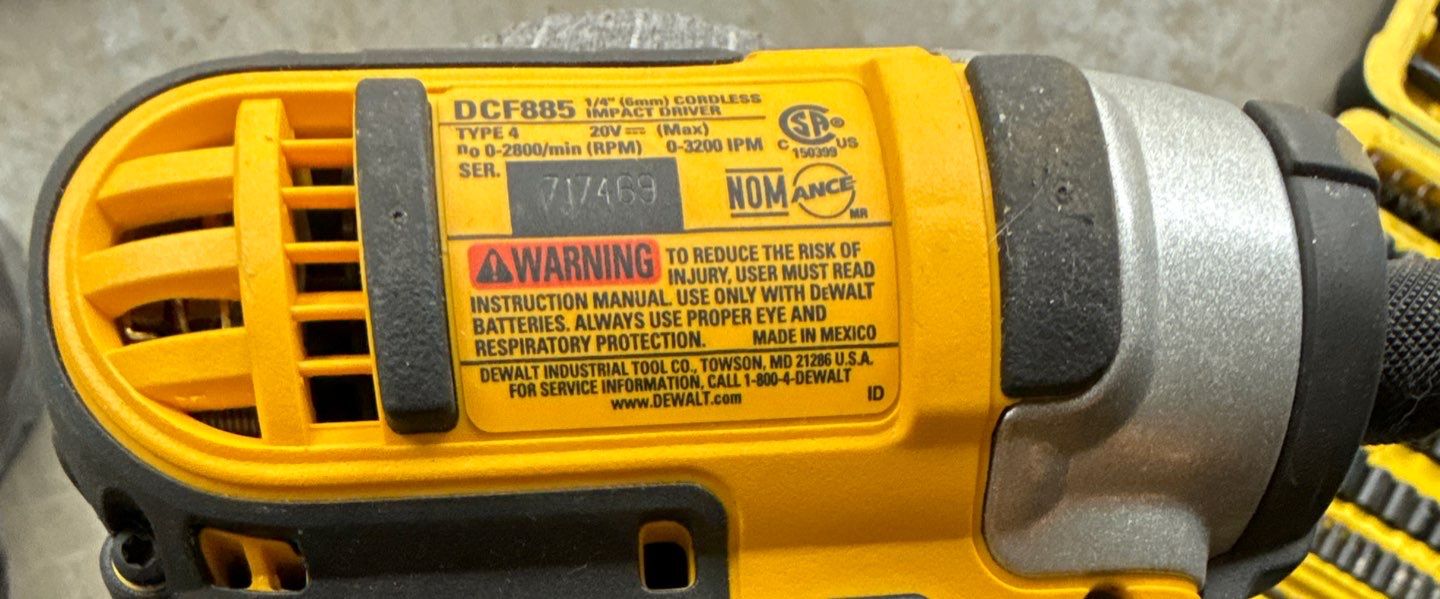 DCF885 1/4" (6mm) CORDLESS IMPACT DRIVER
TYPE 4 20V ⎓ (Max)
n₀ 0-2800/min (RPM) 0-3200 IPM
SER. 717469
CSA® C US 150399
NOM ANCE MR
⚠WARNING TO REDUCE THE RISK OF
INJURY, USER MUST READ
INSTRUCTION MANUAL. USE ONLY WITH DEWALT
BATTERIES. ALWAYS USE PROPER EYE AND
RESPIRATORY PROTECTION. MADE IN MEXICO
DEWALT INDUSTRIAL TOOL CO., TOWSON, MD 21286 U.S.A.
FOR SERVICE INFORMATION, CALL 1-800-4-DEWALT
www.DEWALT.com ID